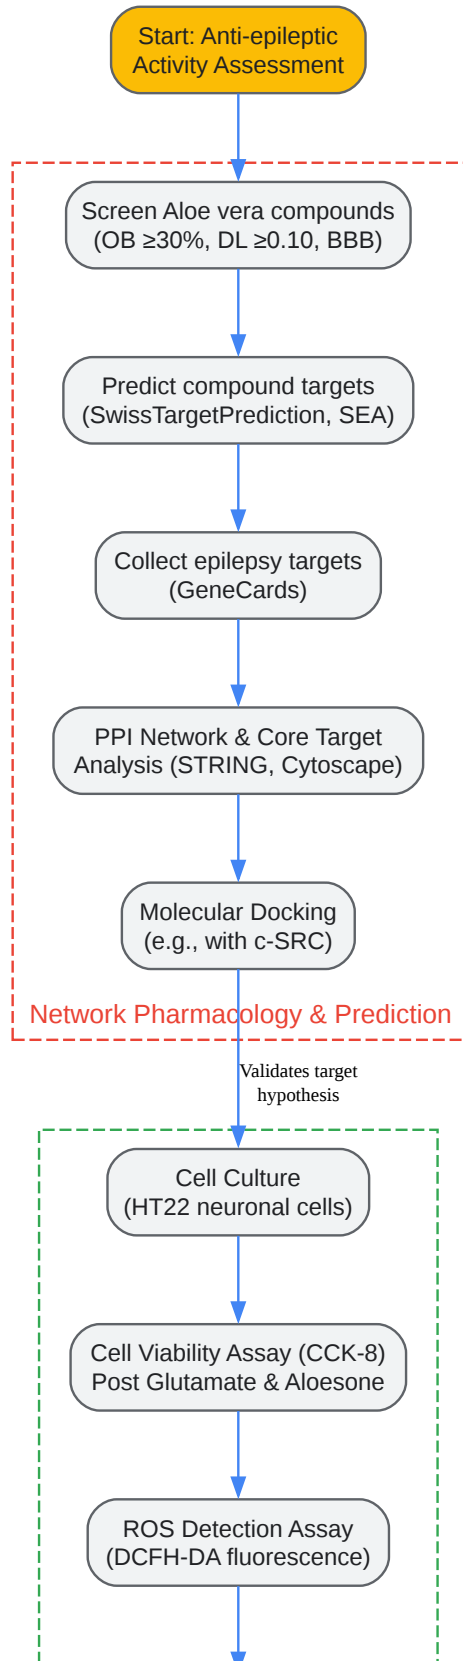 Start: Anti-epileptic
Activity Assessment
Screen Aloe vera compounds
(OB ≥30%, DL ≥0.10, BBB)
Predict compound targets
(SwissTargetPrediction, SEA)
Collect epilepsy targets
(GeneCards)
PPI Network & Core Target
Analysis (STRING, Cytoscape)
Molecular Docking
(e.g., with c-SRC)
Network Pharmacology & Prediction
Validates target
hypothesis
Cell Culture
(HT22 neuronal cells)
Cell Viability Assay (CCK-8)
Post Glutamate & Aloesone
ROS Detection Assay
(DCFH-DA fluorescence)